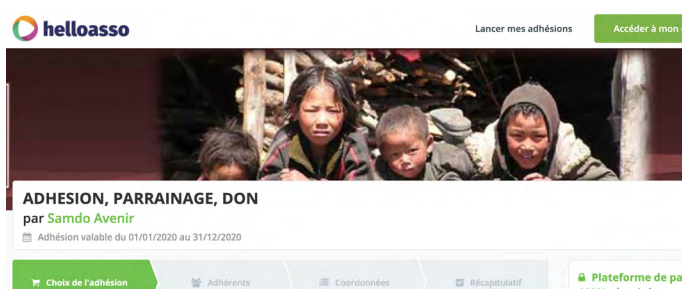 helloasso
Lancer mes adhésions
Accéder à mon
ADHESION, PARRAINAGE, DON
par Samdo Avenir
Adhésion valable du 01/01/2020 au 31/12/2020
Choix de l'adhésion
Adhérents
Coordonnées
Récapitulatif
Plateforme de pa